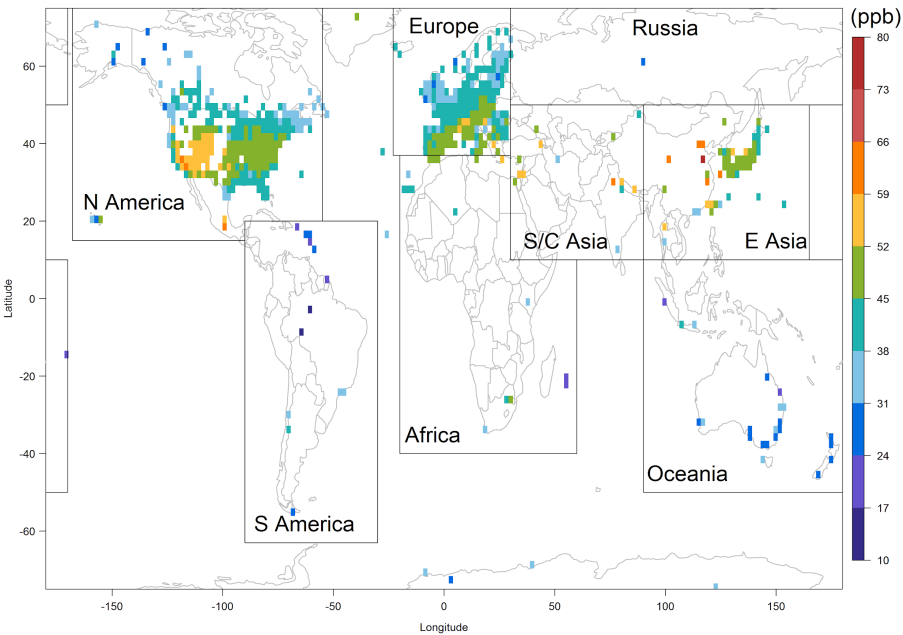 (ppb)
Europe
Russia
80
73
66
59
52
45
38
31
24
17
10
N America
S/C Asia
E Asia
Africa
Oceania
S America
60
40
20
0
-20
-40
-60
Latitude
-150
-100
-50
0
50
100
150
Longitude